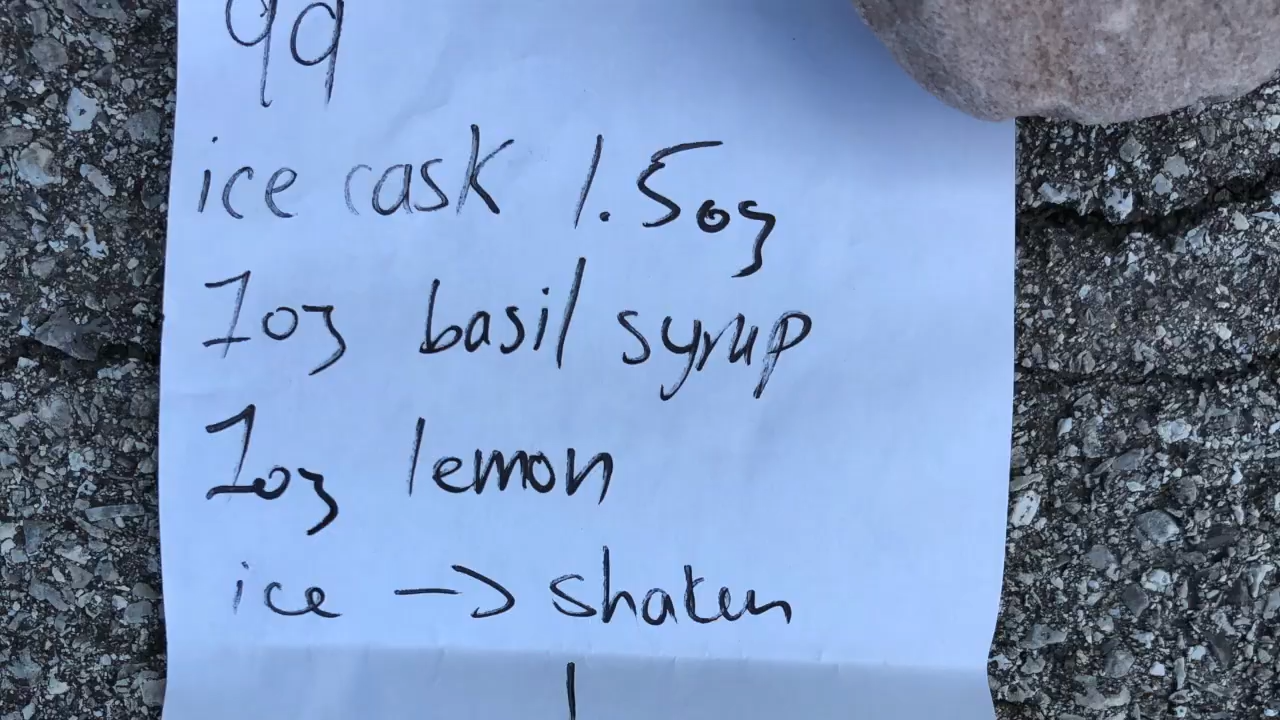 99
ice cask 1.5oz
1oz basil syrup
1oz lemon
ice -> shaken